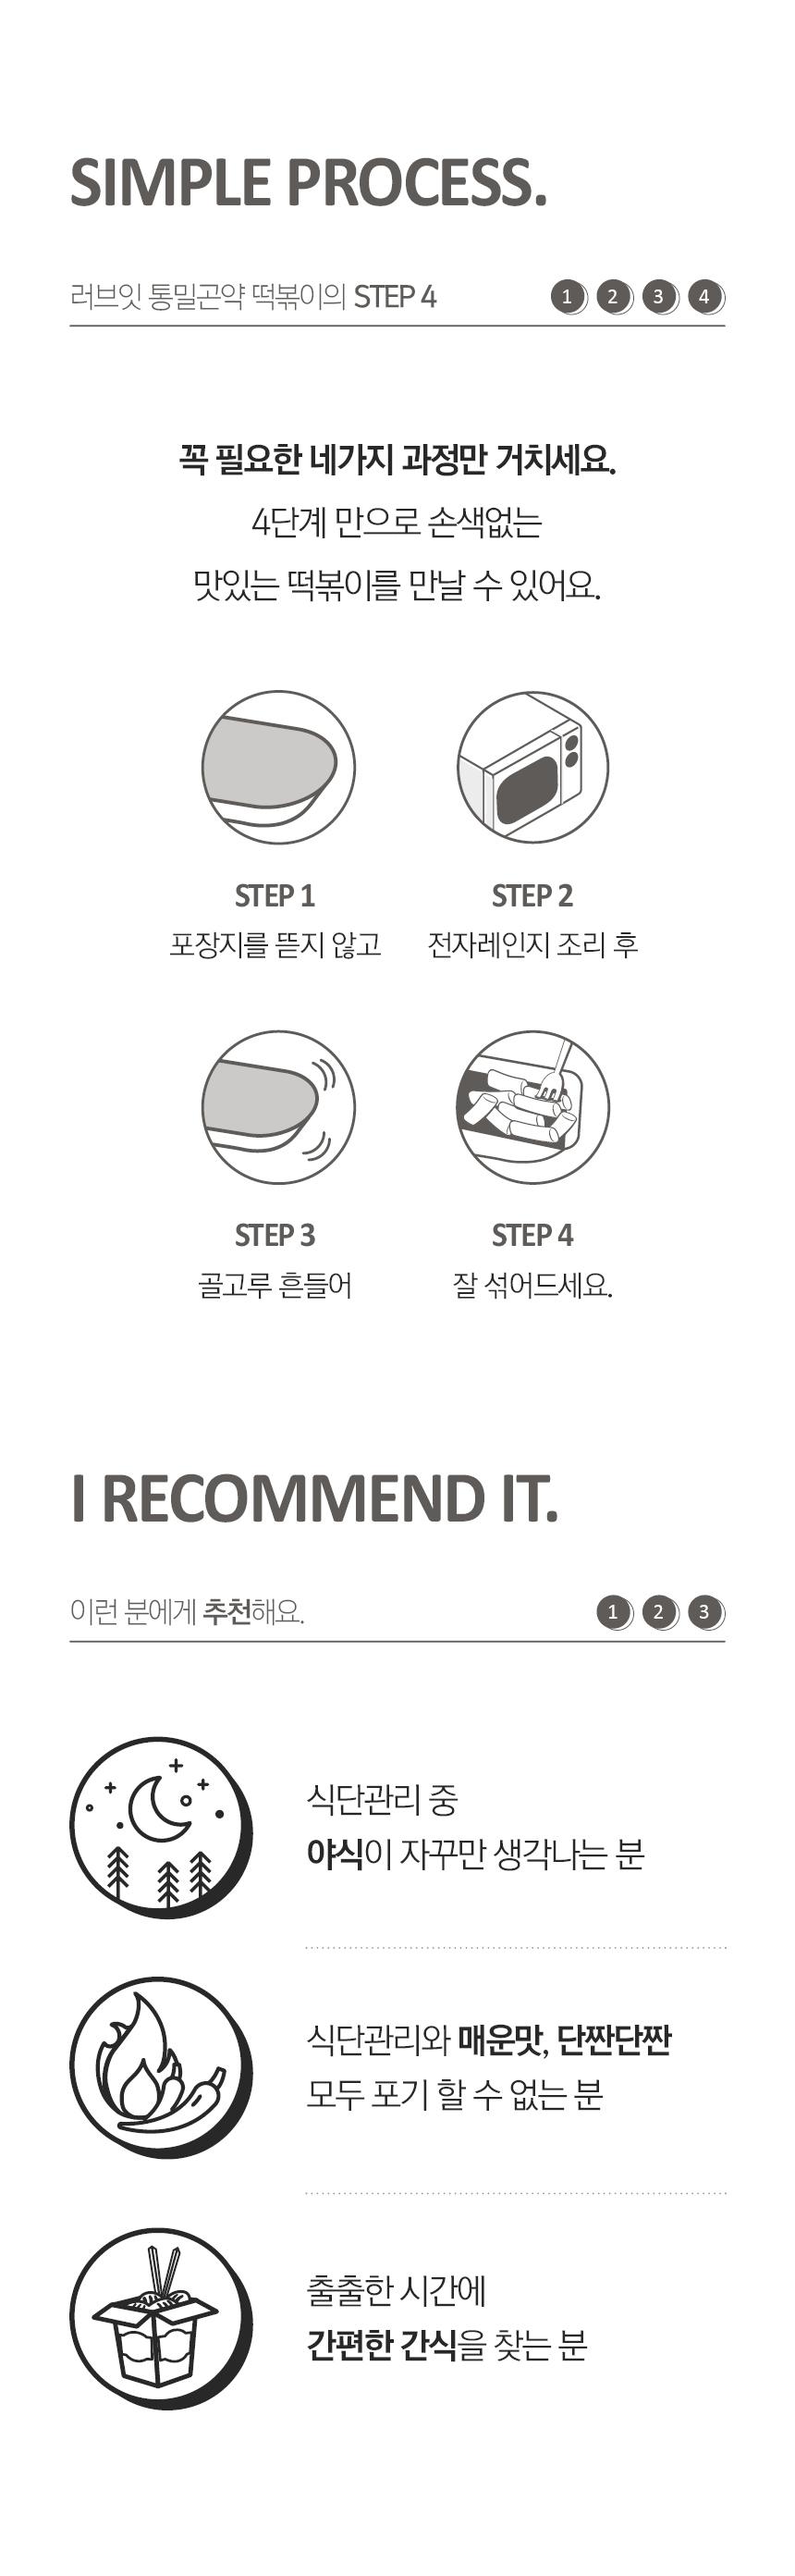 SIMPLE PROCESS.
러브잇 통밀곤약 떡볶이의 STEP 4
1 2 3 4
꼭 필요한 네가지 과정만 거치세요.
4단계 만으로 손색없는
맛있는 떡볶이를 만날 수 있어요.
STEP 1
포장지를 뜯지 않고
STEP 2
전자레인지 조리 후
STEP 3
골고루 흔들어
STEP 4
잘 섞어드세요.
I RECOMMEND IT.
이런 분에게 추천해요.
1 2 3
식단관리 중
야식이 자꾸만 생각나는 분
식단관리와 매운맛, 단짠단짠
모두 포기 할 수 없는 분
출출한 시간에
간편한 간식을 찾는 분